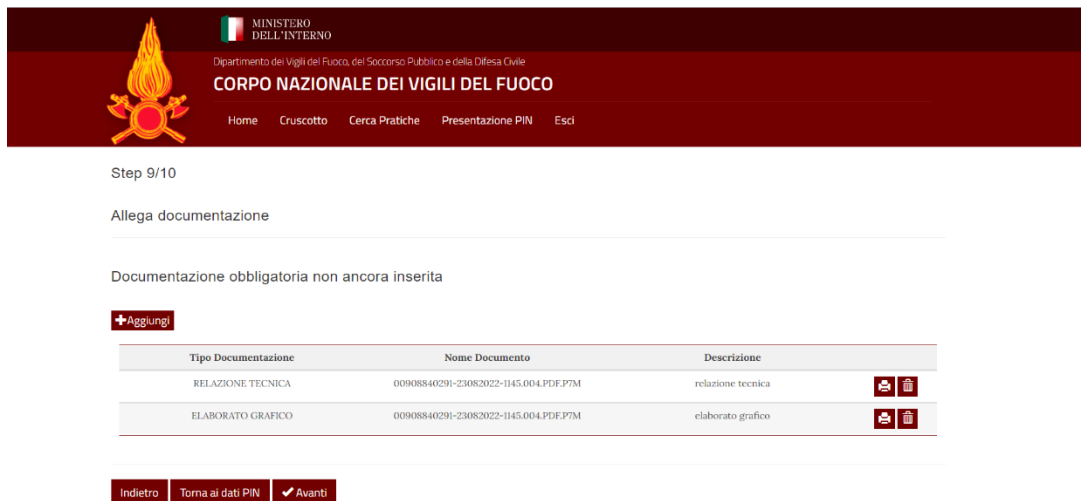 MINISTERO
DELL'INTERNO
Dipartimento dei Vigili del Fuoco, del Soccorso Pubblico e della Difesa Civile
CORPO NAZIONALE DEI VIGILI DEL FUOCO
Home Cruscotto Cerca Pratiche Presentazione PIN Esci
Step 9/10
Allega documentazione
Documentazione obbligatoria non ancora inserita
+Aggiungi
Tipo Documentazione Nome Documento Descrizione
RELAZIONE TECNICA 00908840291-23082022-1145.004.PDF.P7M relazione tecnica
ELABORATO GRAFICO 00908840291-23082022-1145.004.PDF.P7M elaborato grafico
Indietro Torna ai dati PIN ✔ Avanti